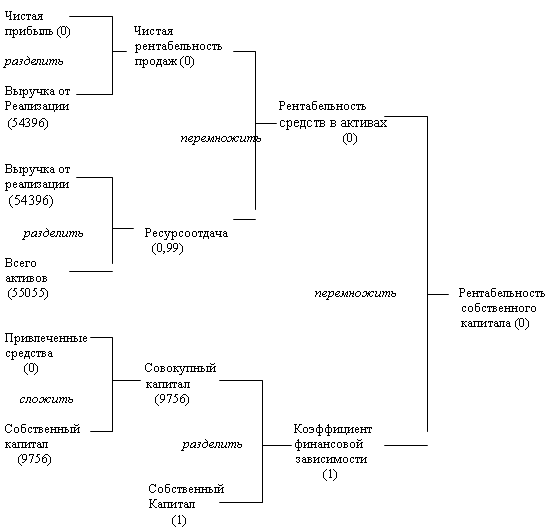 Чистая
прибыль (0)
разделить
Выручка от
Реализации
(54396)
Чистая
рентабельность
продаж (0)
Выручка от
реализации
(54396)
разделить
Всего
активов
(55055)
Ресурсоотдача
(0,99)
перемножить
Рентабельность
средств в активах
(0)
Привлеченные
средства
(0)
сложить
Собственный
капитал
(9756)
Совокупный
капитал
(9756)
разделить
Собственный
Капитал
(1)
Коэффициент
финансовой
зависимости
(1)
перемножить
Рентабельность
собственного
капитала (0)